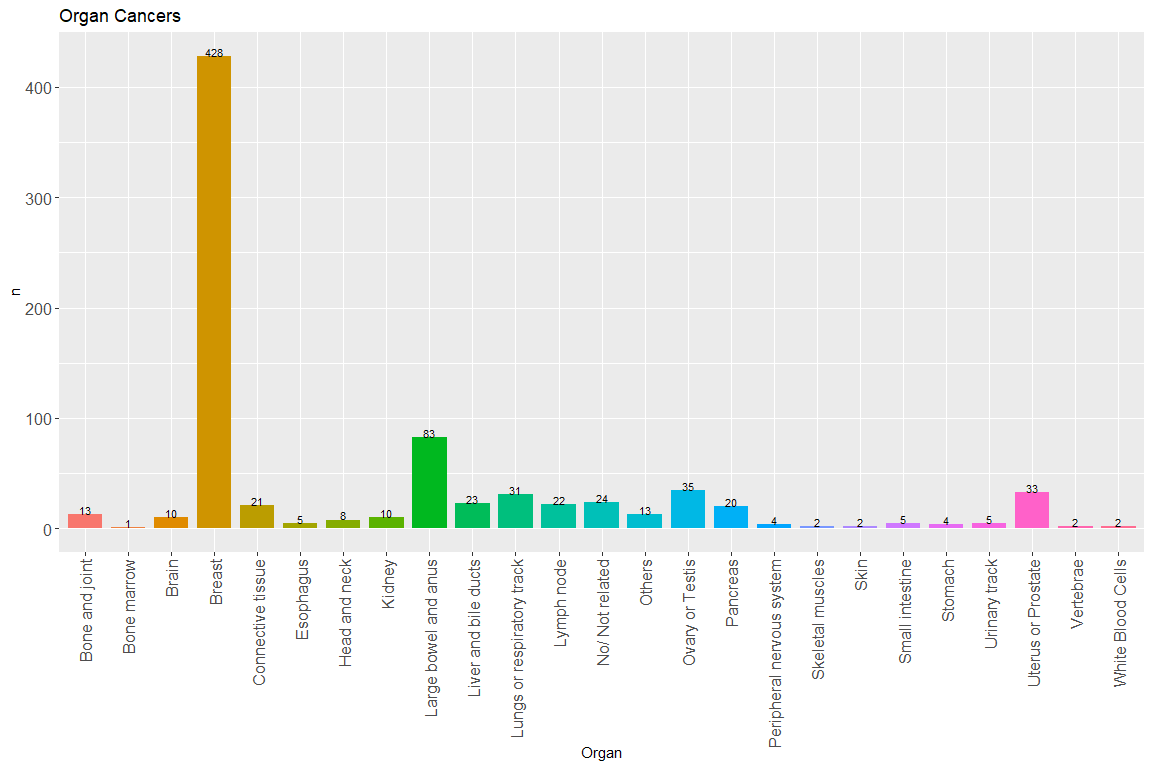 Organ Cancers
n
400
300
200
100
0
13
1
10
428
21
5
8
10
83
23
31
22
24
13
35
20
4
2
2
5
4
5
33
2
2
Bone and joint
Bone marrow
Brain
Breast
Connective tissue
Esophagus
Head and neck
Kidney
Large bowel and anus
Liver and bile ducts
Lungs or respiratory track
Lymph node
No/ Not related
Others
Ovary or Testis
Pancreas
Peripheral nervous system
Skeletal muscles
Skin
Small intestine
Stomach
Urinary track
Uterus or Prostate
Vertebrae
White Blood Cells
Organ